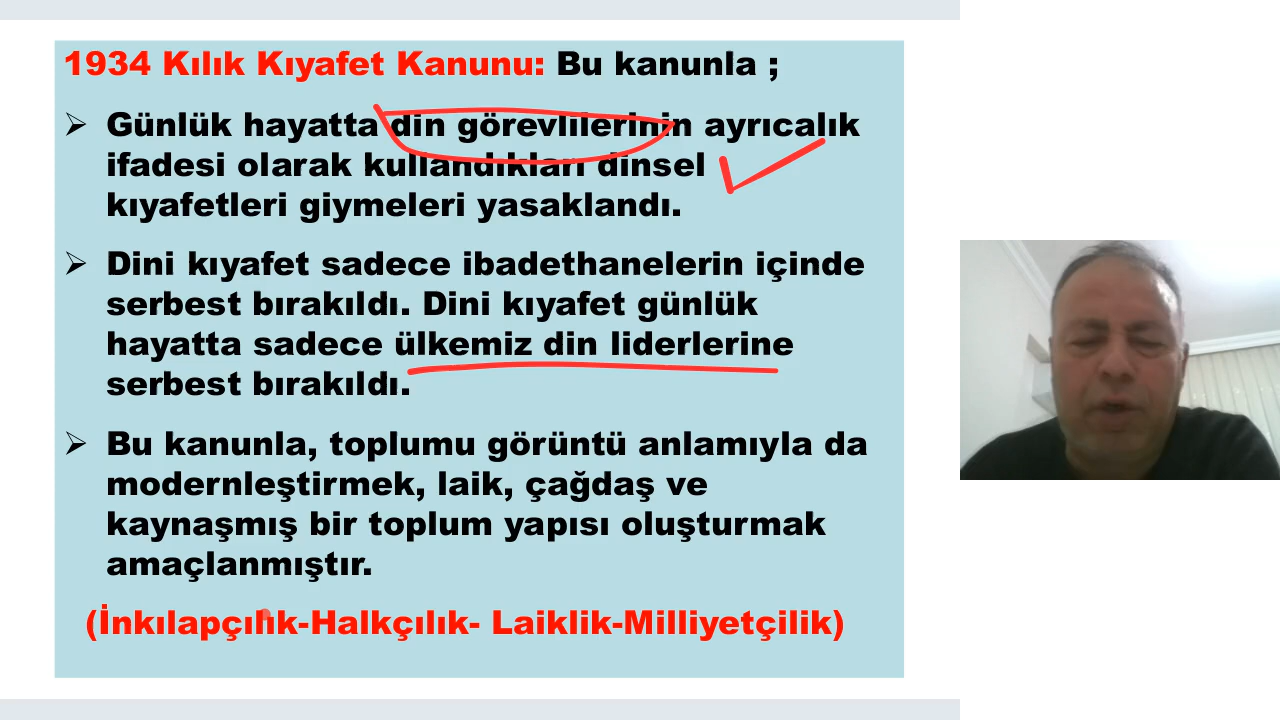 1934 Kılık Kıyafet Kanunu: Bu kanunla ;
Günlük hayatta din görevlilerinin ayrıcalık
ifadesi olarak kullandıkları dinsel
kıyafetleri giymeleri yasaklandı.
Dini kıyafet sadece ibadethanelerin içinde
serbest bırakıldı. Dini kıyafet günlük
hayatta sadece ülkemiz din liderlerine
serbest bırakıldı.
Bu kanunla, toplumu görüntü anlamıyla da
modernleştirmek, laik, çağdaş ve
kaynaşmış bir toplum yapısı oluşturmak
amaçlanmıştır.
(İnkılapçılık-Halkçılık- Laiklik-Milliyetçilik)